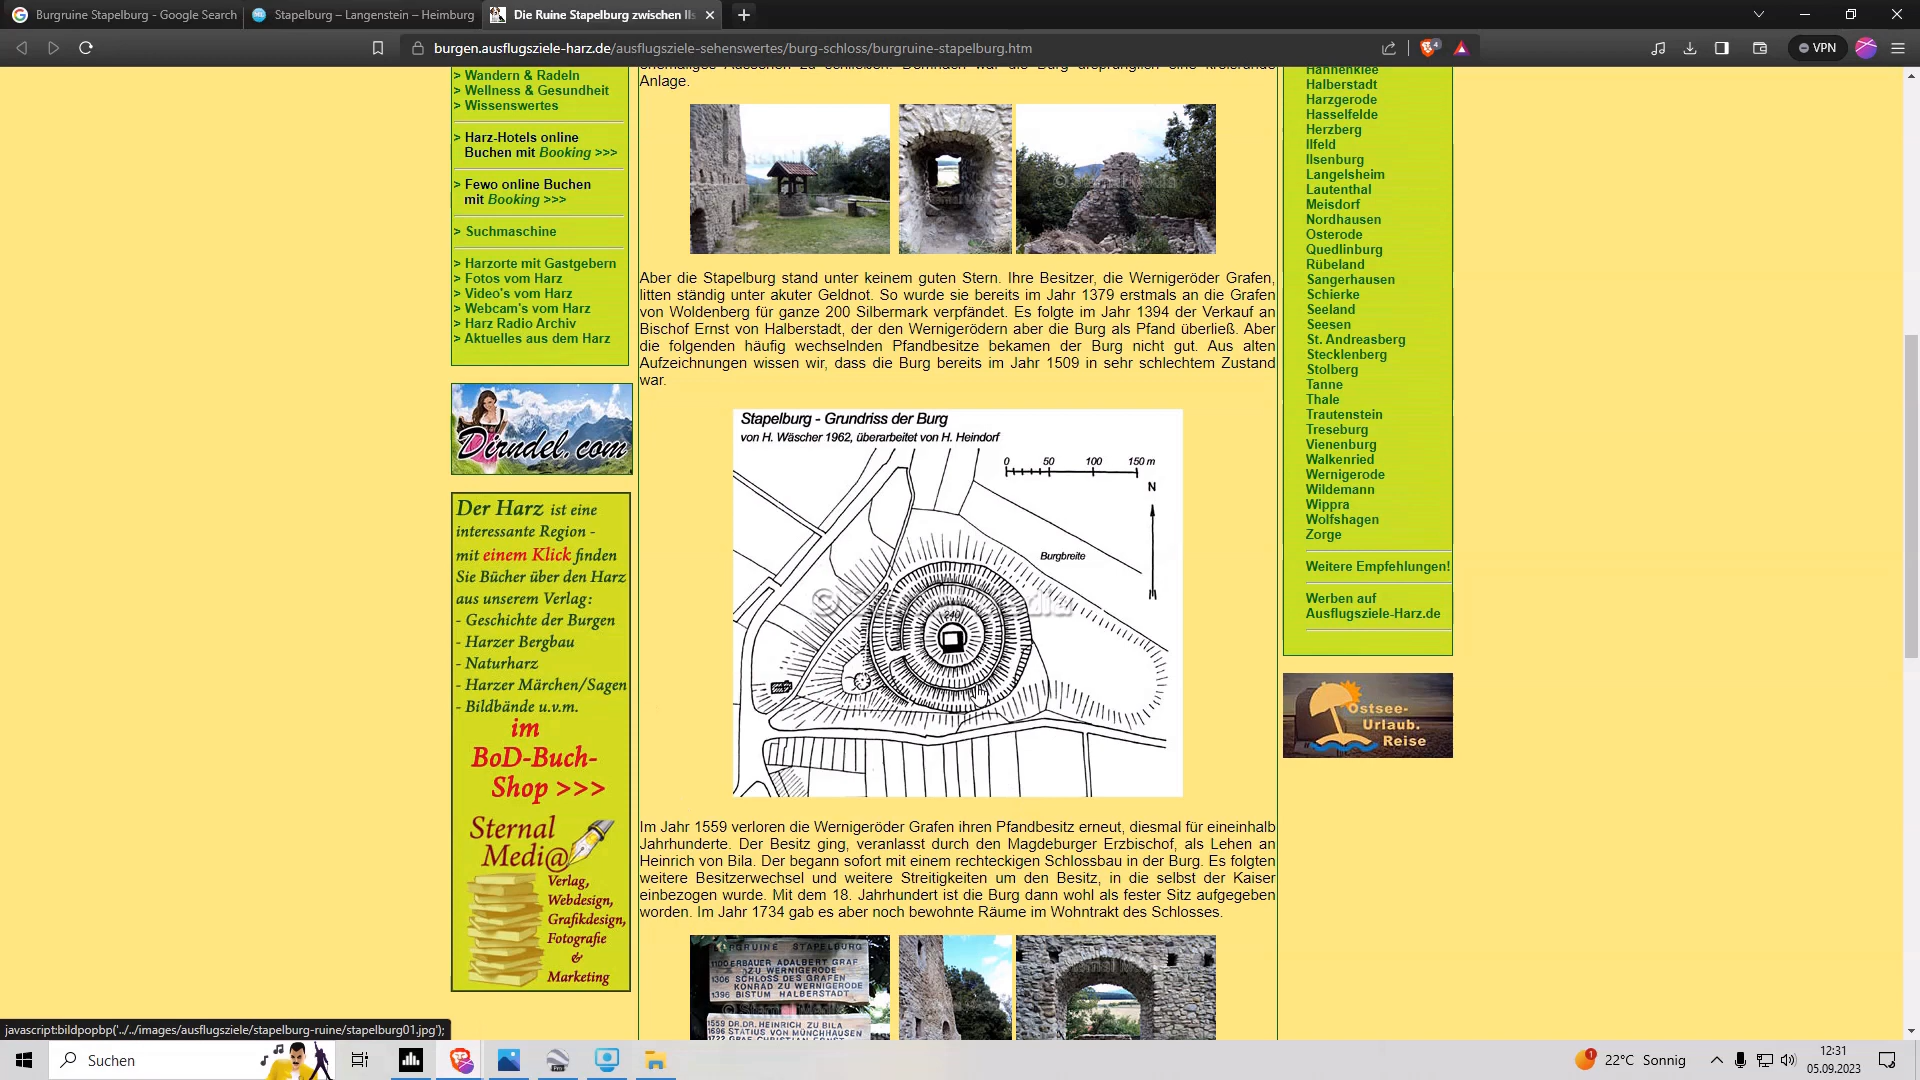 Burgruine Stapelburg - Google Search
Stapelburg – Langenstein – Heimburg
Die Ruine Stapelburg zwischen Ils
burgen.ausflugsziele-harz.de/ausflugsziele-sehenswertes/burg-schloss/burgruine-stapelburg.htm
4
VPN
> Wandern & Radeln
> Wellness & Gesundheit
> Wissenswertes
> Harz-Hotels online
Buchen mit Booking >>>
> Fewo online Buchen
mit Booking >>>
> Suchmaschine
> Harzorte mit Gastgebern
> Fotos vom Harz
> Video's vom Harz
> Webcam's vom Harz
> Harz Radio Archiv
> Aktuelles aus dem Harz
Dirndel.com
Der Harz ist eine
interessante Region -
mit einem Klick finden
Sie Bücher über den Harz
aus unserem Verlag:
- Geschichte der Burgen
- Harzer Bergbau
- Naturharz
- Harzer Märchen/Sagen
- Bildbände u.v.m.
im
BoD-Buch-
Shop >>>
Sternal
Medi@
Verlag,
Webdesign,
Grafikdesign,
Fotografie
&
Marketing
Anlage.
Aber die Stapelburg stand unter keinem guten Stern. Ihre Besitzer, die Wernigeröder Grafen,
litten ständig unter akuter Geldnot. So wurde sie bereits im Jahr 1379 erstmals an die Grafen
von Woldenberg für ganze 200 Silbermark verpfändet. Es folgte im Jahr 1394 der Verkauf an
Bischof Ernst von Halberstadt, der den Wernigerödern aber die Burg als Pfand überließ. Aber
die folgenden häufig wechselnden Pfandbesitze bekamen der Burg nicht gut. Aus alten
Aufzeichnungen wissen wir, dass die Burg bereits im Jahr 1509 in sehr schlechtem Zustand
war.
Stapelburg - Grundriss der Burg
von H. Wäscher 1962, überarbeitet von H. Heindorf
0 50 100 150 m
N
Burgbreite
240
Im Jahr 1559 verloren die Wernigeröder Grafen ihren Pfandbesitz erneut, diesmal für eineinhalb
Jahrhunderte. Der Besitz ging, veranlasst durch den Magdeburger Erzbischof, als Lehen an
Heinrich von Bila. Der begann sofort mit einem rechteckigen Schlossbau in der Burg. Es folgten
weitere Besitzerwechsel und weitere Streitigkeiten um den Besitz, in die selbst der Kaiser
einbezogen wurde. Mit dem 18. Jahrhundert ist die Burg dann wohl als fester Sitz aufgegeben
worden. Im Jahr 1734 gab es aber noch bewohnte Räume im Wohntrakt des Schlosses.
STAPELBURG
ERBAUER ADALBERT GRAF
ZU WERNIGERODE
1306 SCHLOSS DES GRAFEN
KONRAD ZU WERNIGERODE
1396 BISTUM HALBERSTADT
1559 DR.DR.HEINRICH ZU BILA
1696 STATIUS VON MÜNCHHAUSEN
1722 GRAF CHRISTIAN ERNST
Hahnenklee
Halberstadt
Harzgerode
Hasselfelde
Herzberg
Ilfeld
Ilsenburg
Langelsheim
Lautenthal
Meisdorf
Nordhausen
Osterode
Quedlinburg
Rübeland
Sangerhausen
Schierke
Seeland
Seesen
St. Andreasberg
Stecklenberg
Stolberg
Tanne
Thale
Trautenstein
Treseburg
Vienenburg
Walkenried
Wernigerode
Wildemann
Wippra
Wolfshagen
Zorge
Weitere Empfehlungen!
Werben auf
Ausflugsziele-Harz.de
Ostsee-
Urlaub.
Reise
javascript:bildpopbp('../../images/ausflugsziele/stapelburg-ruine/stapelburg01.jpg');
Suchen
1
22°C Sonnig
12:31
05.09.2023